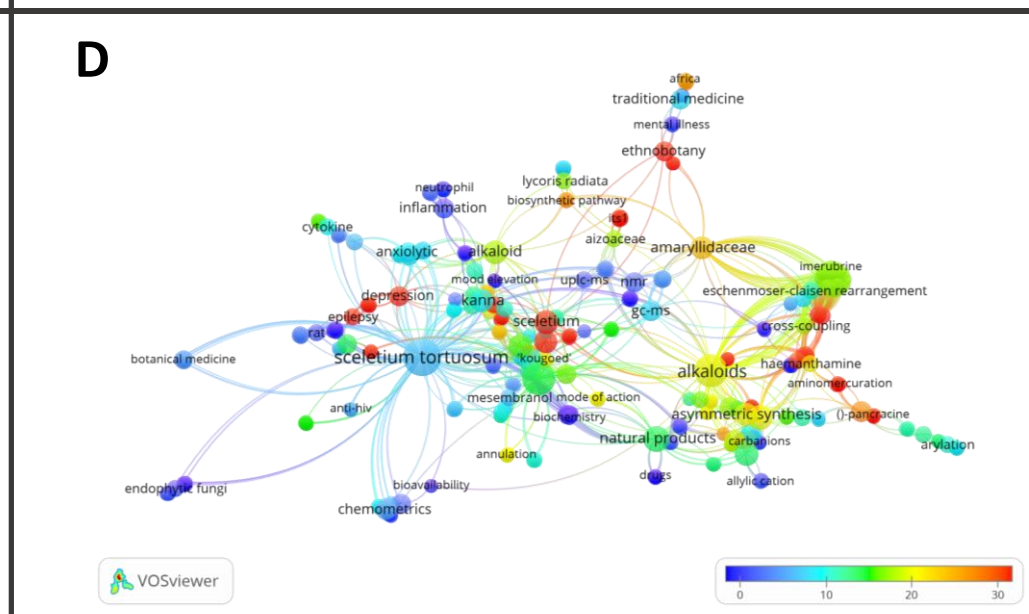 D
africa
traditional medicine
mental illness
ethnobotany
lycoris radiata
neutrophil
biosynthetic pathway
inflammation
its1
cytokine
aizoaceae
amaryllidaceae
anxiolytic
alkaloid
imerubrine
mood elevation
uplc-ms
nmr
eschenmoser-claisen rearrangement
depression
kanna
gc-ms
epilepsy
sceletium
cross-coupling
rat
botanical medicine
sceletium tortuosum
'kougoed'
haemanthamine
alkaloids
aminomercuration
mesembranol
mode of action
anti-hiv
biochemistry
asymmetric synthesis
()-pancracine
natural products
carbanions
arylation
annulation
drugs
allylic cation
endophytic fungi
bioavailability
chemometrics
VOSviewer
0 10 20 30